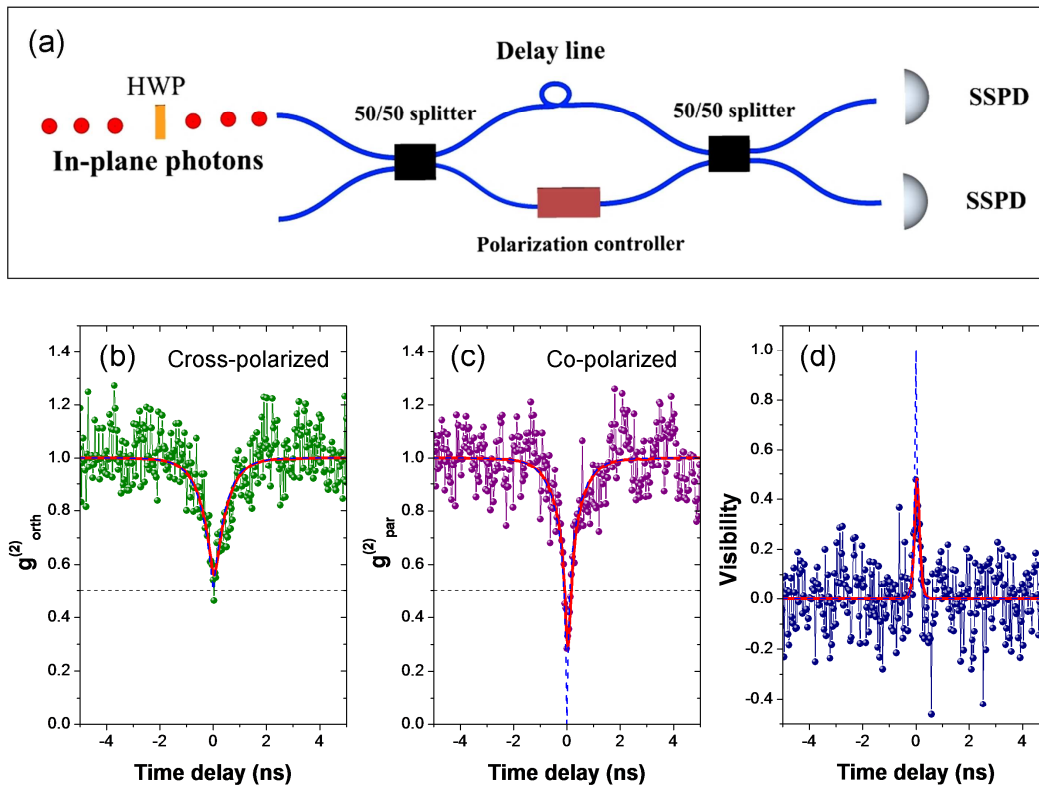 (a)
HWP
In-plane photons
50/50 splitter
Delay line
50/50 splitter
Polarization controller
SSPD
SSPD
(b) Cross-polarized
g(2)orth
1.4
1.2
1.0
0.8
0.6
0.4
0.2
0.0
-4 -2 0 2 4
Time delay (ns)
(c) Co-polarized
g(2)par
1.4
1.2
1.0
0.8
0.6
0.4
0.2
0.0
-4 -2 0 2 4
Time delay (ns)
(d)
Visibility
1.0
0.8
0.6
0.4
0.2
0.0
-0.2
-0.4
-4 -2 0 2 4
Time delay (ns)